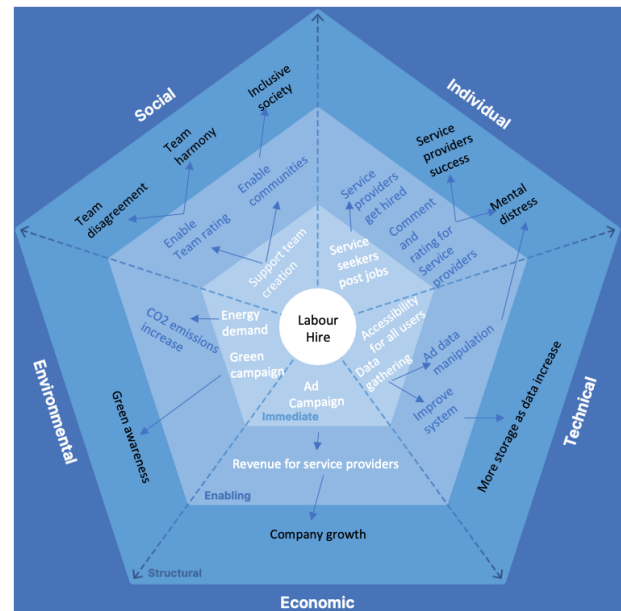 Social
Individual
Inclusive
society
Team
harmony
Team
disagreement
Service
providers
success
Mental
distress
Enable
communities
Enable
Team rating
Service
providers
get hired
Comment
and
rating for
Service
providers
Support team
creation
Service
seekers
post jobs
Labour
Hire
Energy
demand
Green
campaign
CO2 emissions
increase
Accessibility
for all users
Data
gathering
Ad data
manipulation
Improve
system
Ad
Campaign
Immediate
Green awareness
More storage as data increase
Environmental
Technical
Revenue for service providers
Enabling
Company growth
Structural
Economic